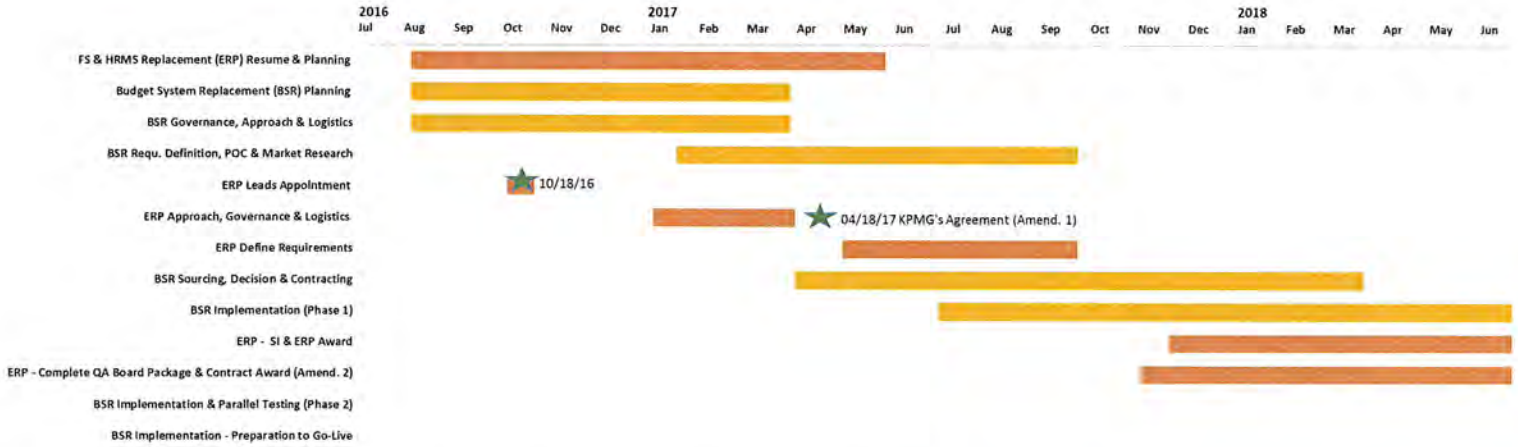 2016 2017 2018
Jul Aug Sep Oct Nov Dec Jan Feb Mar Apr May Jun Jul Aug Sep Oct Nov Dec Jan Feb Mar Apr May Jun
FS & HRMS Replacement (ERP) Resume & Planning
Budget System Replacement (BSR) Planning
BSR Governance, Approach & Logistics
BSR Requ. Definition, POC & Market Research
ERP Leads Appointment 10/18/16
ERP Approach, Governance & Logistics 04/18/17 KPMG's Agreement (Amend. 1)
ERP Define Requirements
BSR Sourcing, Decision & Contracting
BSR Implementation (Phase 1)
ERP - SI & ERP Award
ERP - Complete QA Board Package & Contract Award (Amend. 2)
BSR Implementation & Parallel Testing (Phase 2)
BSR Implementation - Preparation to Go-Live